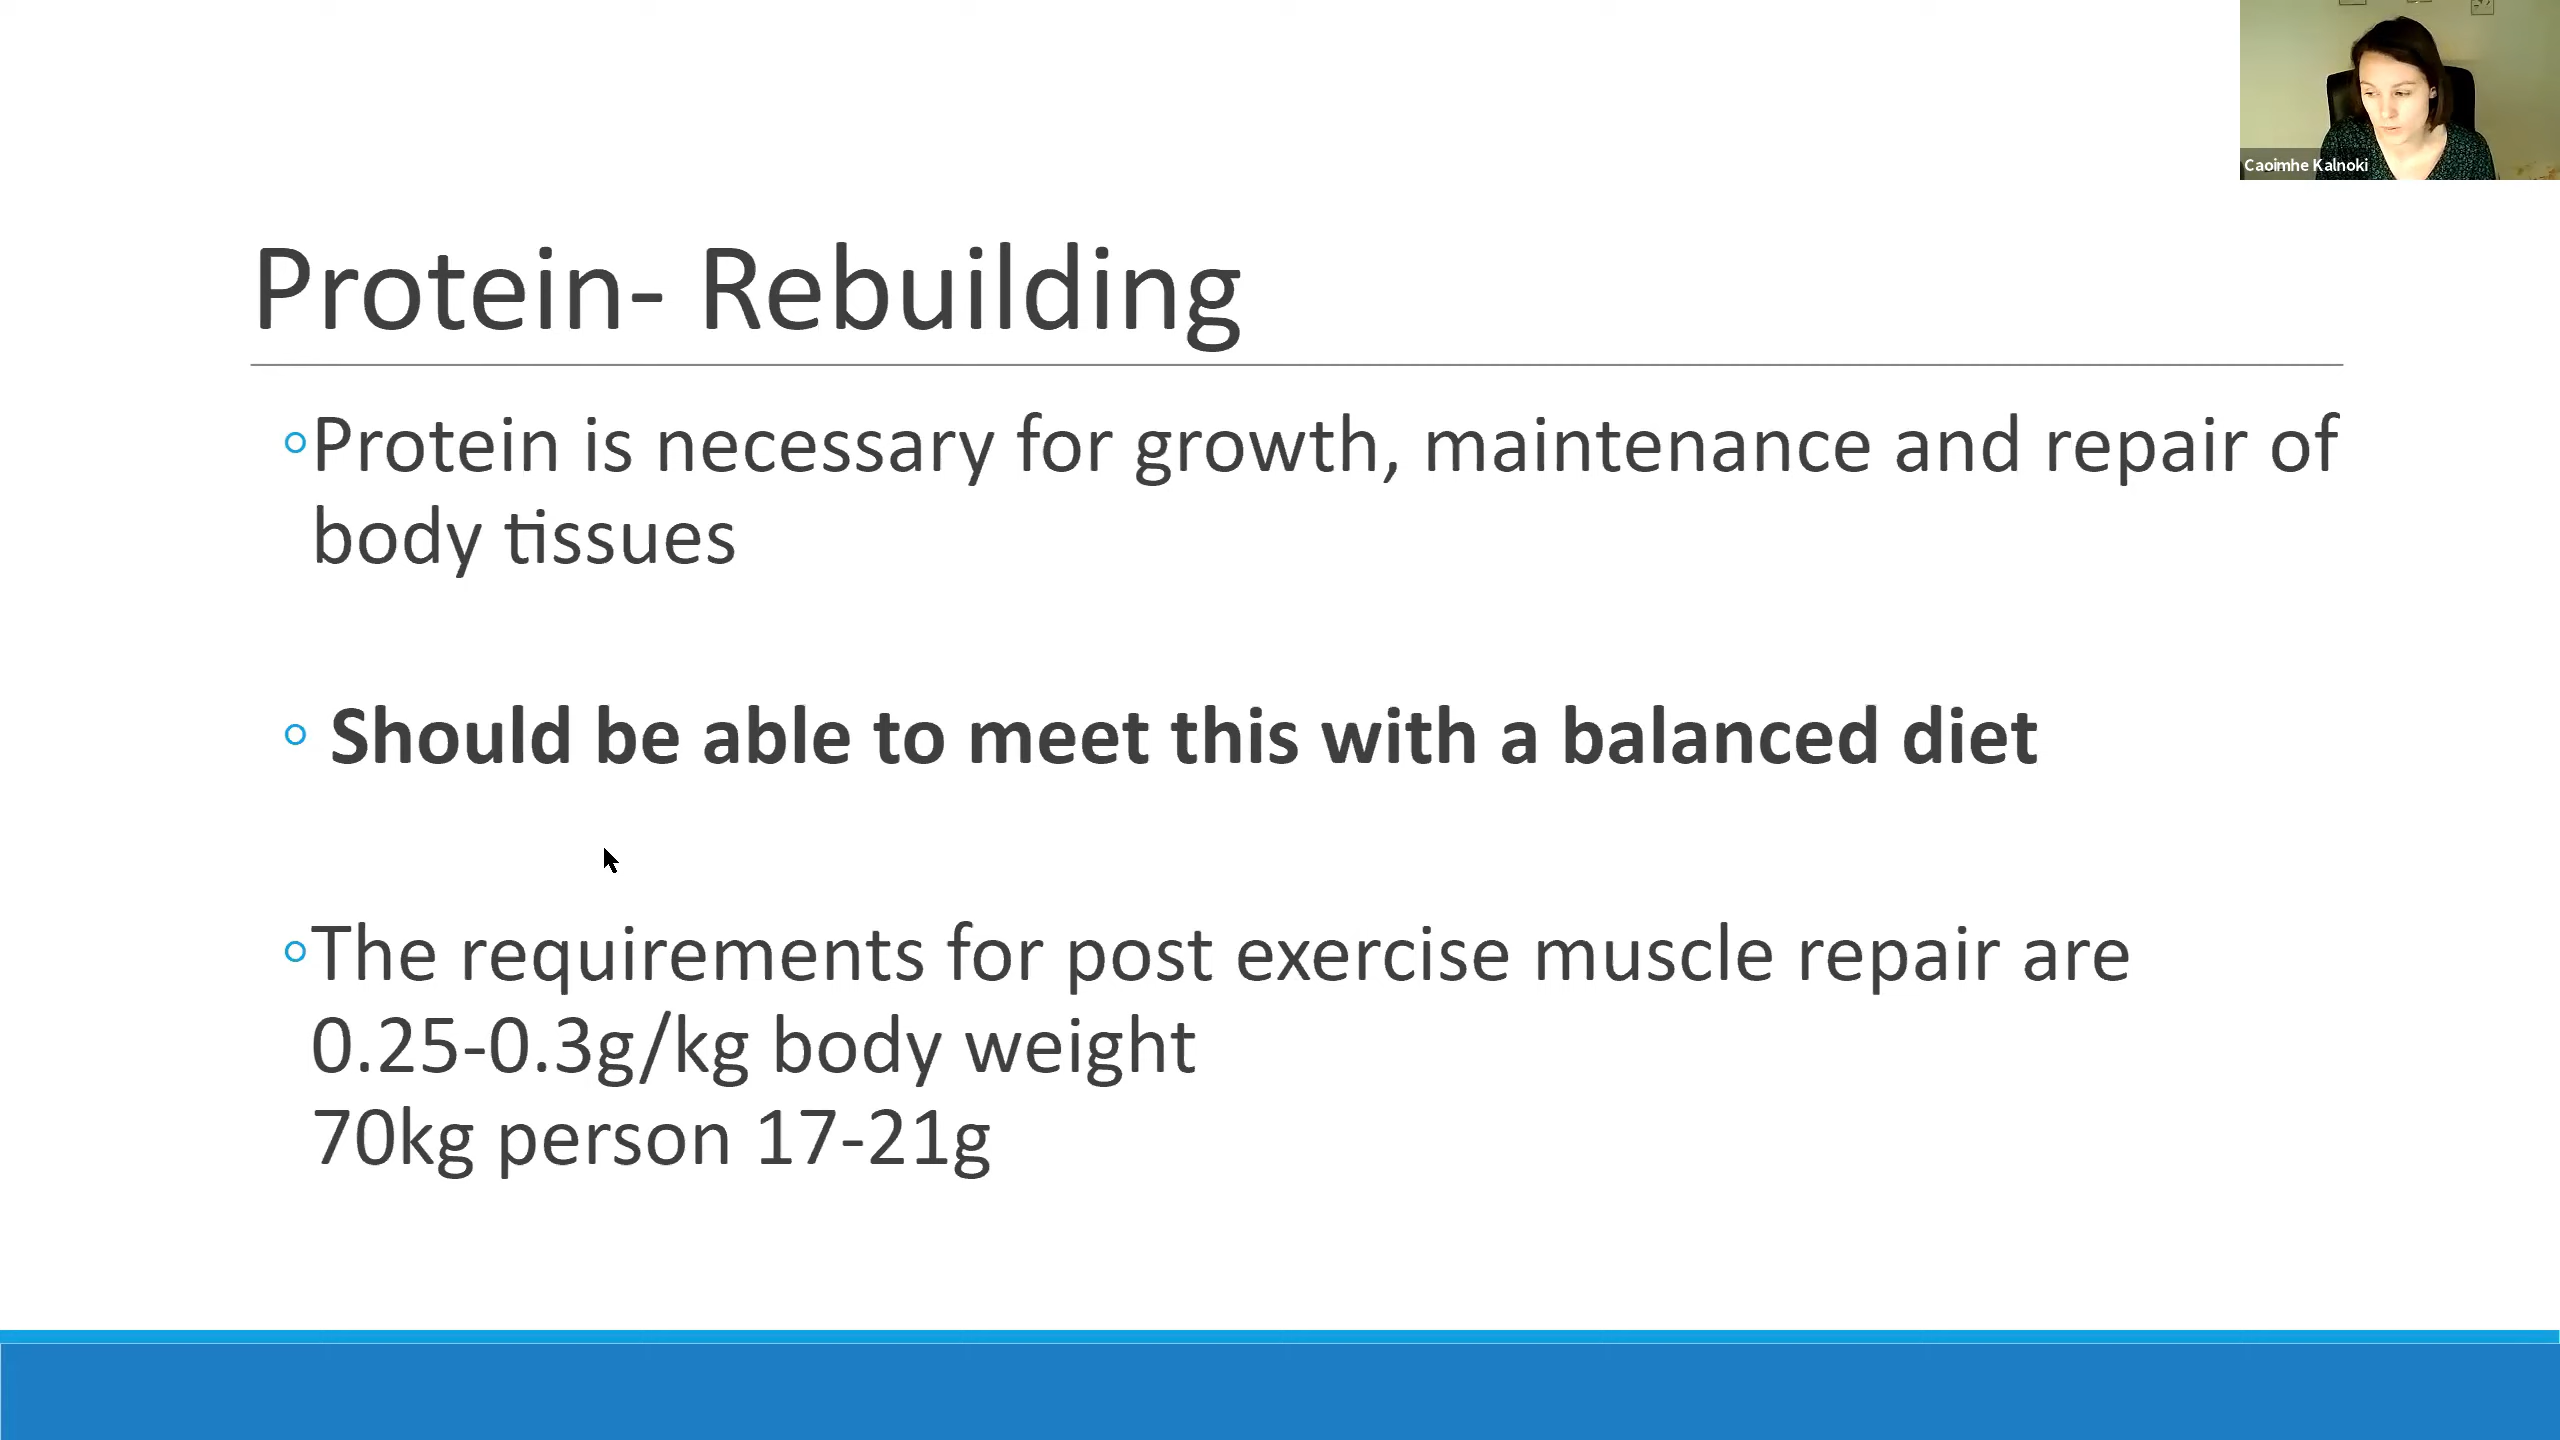 Caoimhe Kalnoki
Protein- Rebuilding
Protein is necessary for growth, maintenance and repair of
body tissues
Should be able to meet this with a balanced diet
The requirements for post exercise muscle repair are
0.25-0.3g/kg body weight
70kg person 17-21g